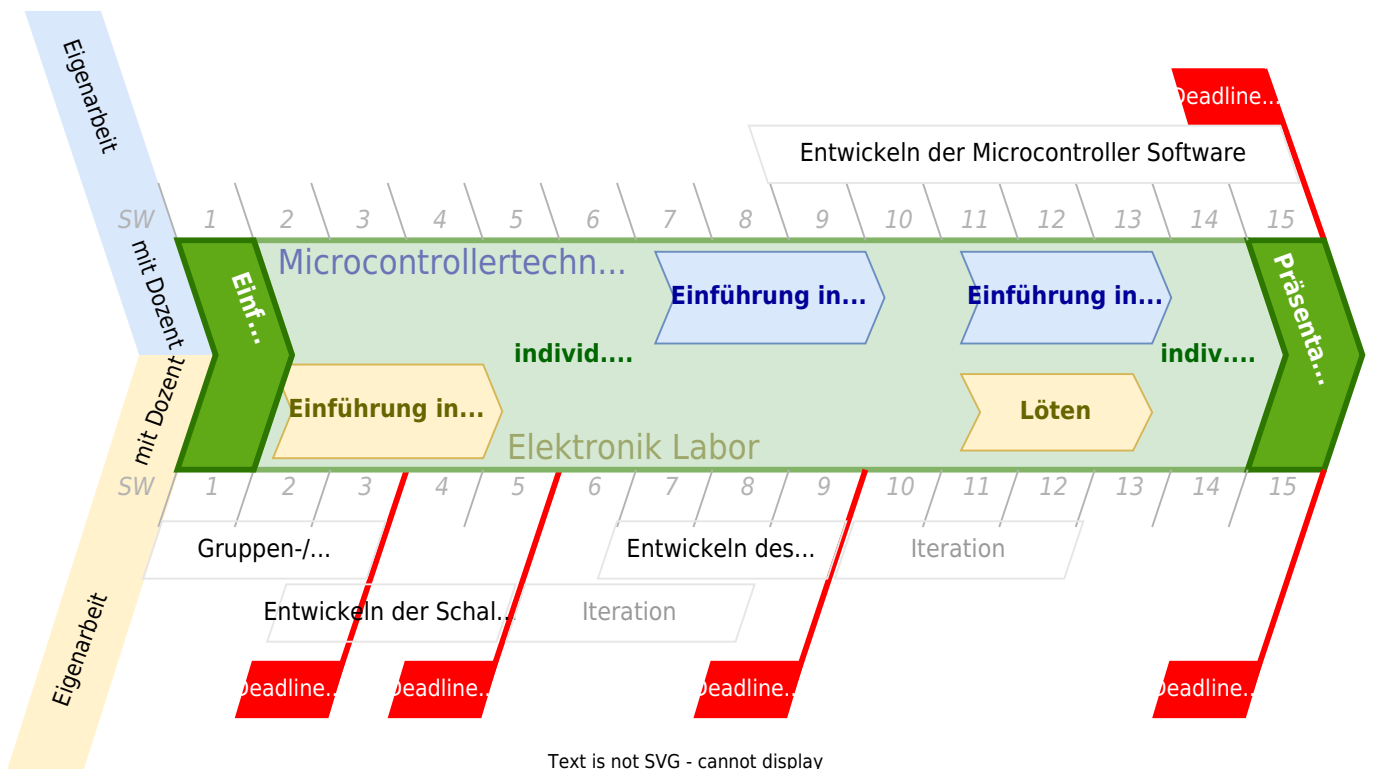 Eigenarbeit
Deadline...
Entwickeln der Microcontroller Software
SW 1 2 3 4 5 6 7 8 9 10 11 12 13 14 15
mit Dozent
Einf...
Microcontrollertechn...
Einführung in...
Einführung in...
Präsenta...
individ....
indiv....
mit Dozent
Einführung in...
Löten
Elektronik Labor
SW 1 2 3 4 5 6 7 8 9 10 11 12 13 14 15
Gruppen-/...
Entwickeln des...
Iteration
Entwickeln der Schal...
Iteration
Eigenarbeit
Deadline...
Deadline...
Deadline...
Deadline...
Text is not SVG - cannot display